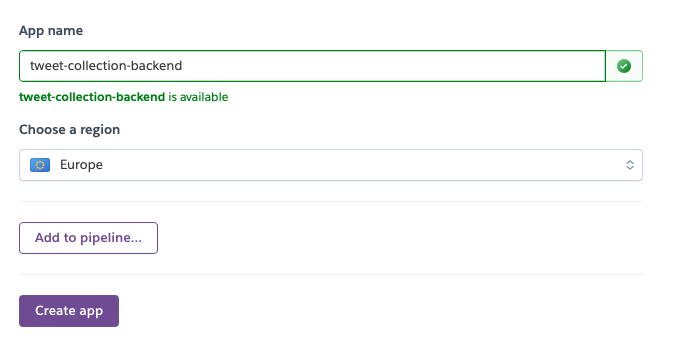 App name
tweet-collection-backend
tweet-collection-backend is available
Choose a region
Europe
Add to pipeline...
Create app